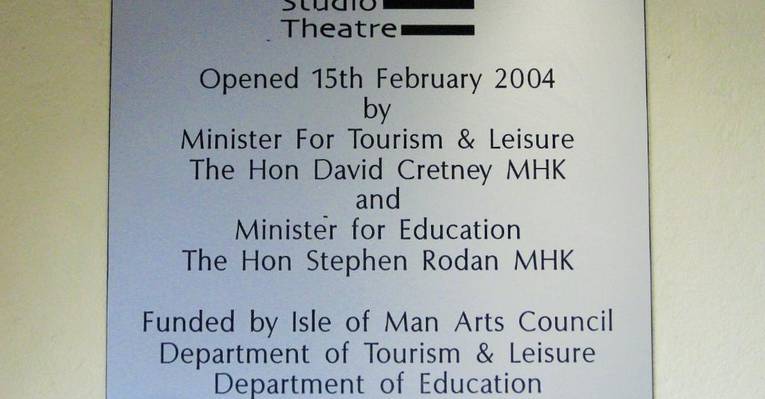 Studio
Theatre
Opened 15th February 2004
by
Minister For Tourism & Leisure
The Hon David Cretney MHK
and
Minister for Education
The Hon Stephen Rodan MHK
Funded by Isle of Man Arts Council
Department of Tourism & Leisure
Department of Education